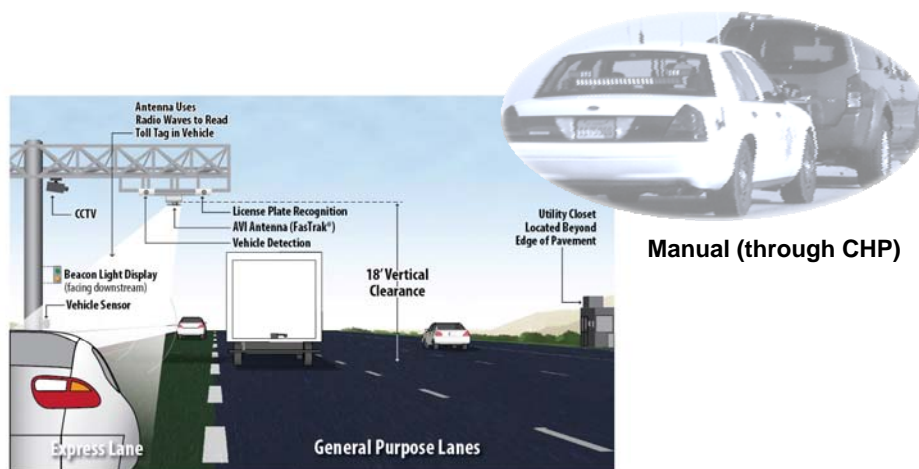 Antenna Uses
Radio Waves to Read
Toll Tag in Vehicle
CCTV
License Plate Recognition
AVI Antenna (FasTrak®)
Vehicle Detection
Utility Closet
Located Beyond
Edge of Pavement
Manual (through CHP)
18' Vertical
Clearance
Beacon Light Display
(facing downstream)
Vehicle Sensor
Express Lane
General Purpose Lanes